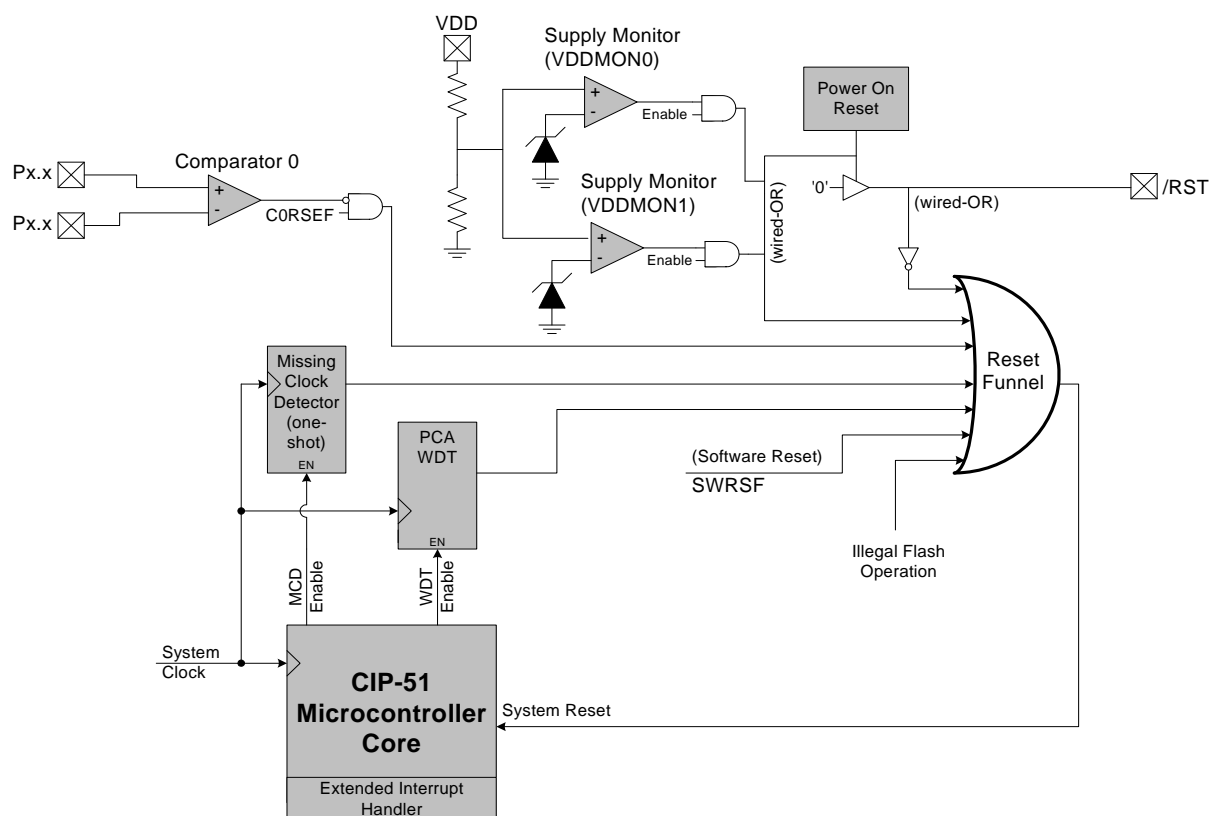 VDD
Supply Monitor
(VDDMON0)
+
-
Enable
Power On
Reset
Px.x
Px.x
Comparator 0
+
-
C0RSEF
Supply Monitor
(VDDMON1)
+
-
Enable
(wired-OR)
'0'
(wired-OR)
/RST
Reset
Funnel
Missing
Clock
Detector
(one-
shot)
EN
PCA
WDT
EN
(Software Reset)
SWRSF
Illegal Flash
Operation
MCD
Enable
WDT
Enable
System
Clock
CIP-51
Microcontroller
Core
System Reset
Extended Interrupt
Handler